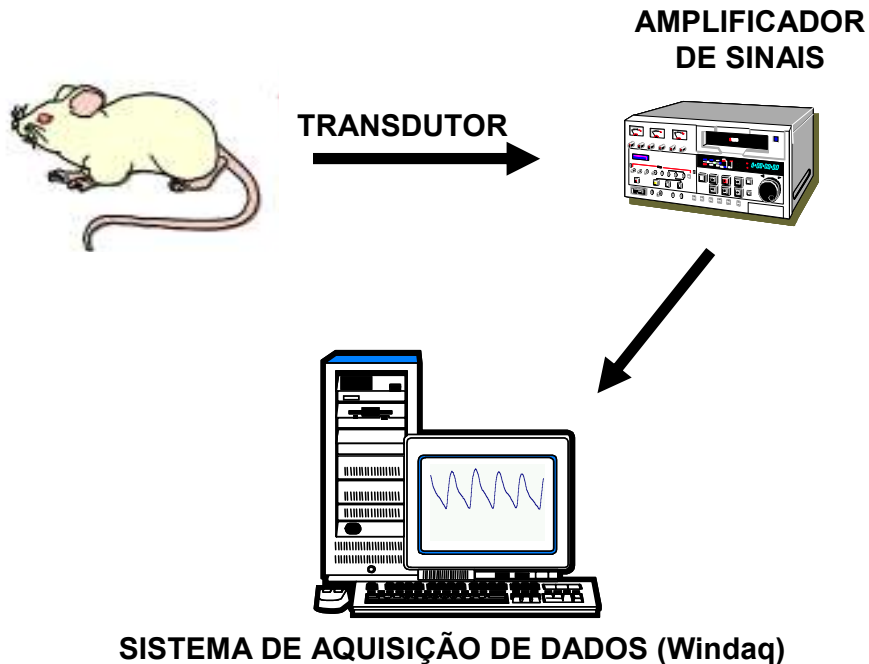 AMPLIFICADOR
DE SINAIS
TRANSDUTOR
SISTEMA DE AQUISIÇÃO DE DADOS (Windaq)